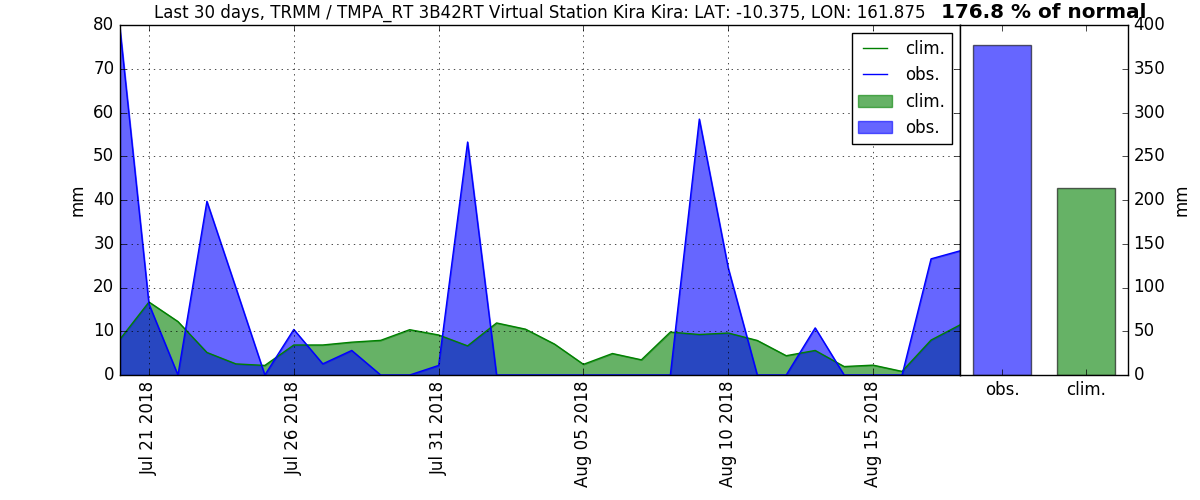 Last 30 days, TRMM / TMPA_RT 3B42RT Virtual Station Kira Kira: LAT: -10.375, LON: 161.875 176.8 % of normal
80
70
60
50
40
30
20
10
0
mm
clim.
obs.
clim.
obs.
400
350
300
250
200
150
100
50
0
mm
Jul 21 2018
Jul 26 2018
Jul 31 2018
Aug 05 2018
Aug 10 2018
Aug 15 2018
obs. clim.